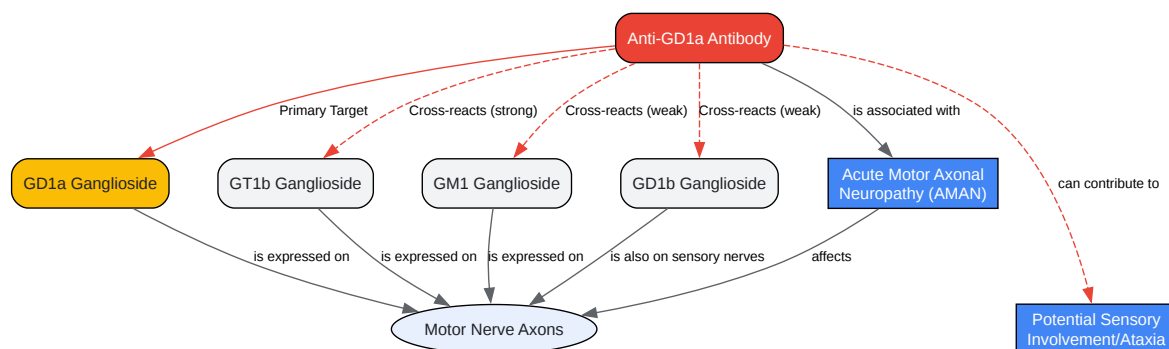 Anti-GD1a Antibody
Primary Target
Cross-reacts (strong)
Cross-reacts (weak)
Cross-reacts (weak)
is associated with
GD1a Ganglioside
GT1b Ganglioside
GM1 Ganglioside
GD1b Ganglioside
Acute Motor Axonal
Neuropathy (AMAN)
can contribute to
is expressed on
is expressed on
is expressed on
is also on sensory nerves
affects
Motor Nerve Axons
Potential Sensory
Involvement/Ataxia